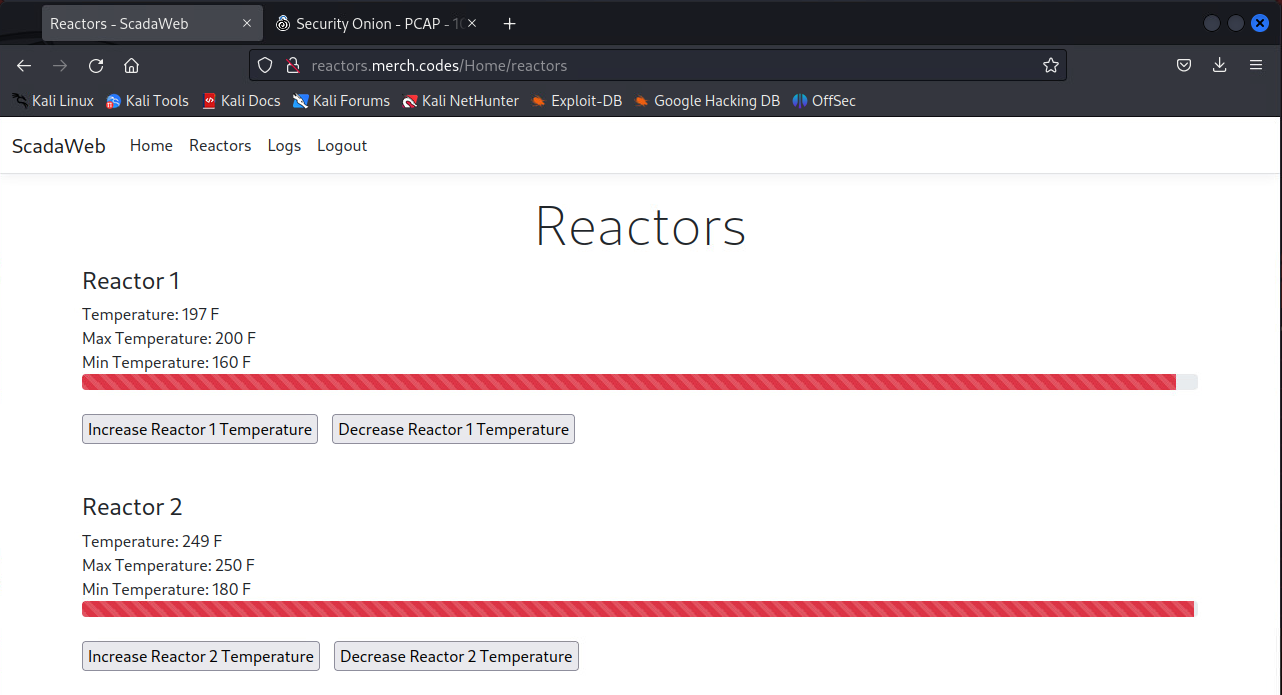 Reactors - ScadaWeb
Security Onion - PCAP - 10
reactors.merch.codes/Home/reactors
Kali Linux Kali Tools Kali Docs Kali Forums Kali NetHunter Exploit-DB Google Hacking DB OffSec
ScadaWeb Home Reactors Logs Logout
Reactors
Reactor 1
Temperature: 197 F
Max Temperature: 200 F
Min Temperature: 160 F
Increase Reactor 1 Temperature Decrease Reactor 1 Temperature
Reactor 2
Temperature: 249 F
Max Temperature: 250 F
Min Temperature: 180 F
Increase Reactor 2 Temperature Decrease Reactor 2 Temperature